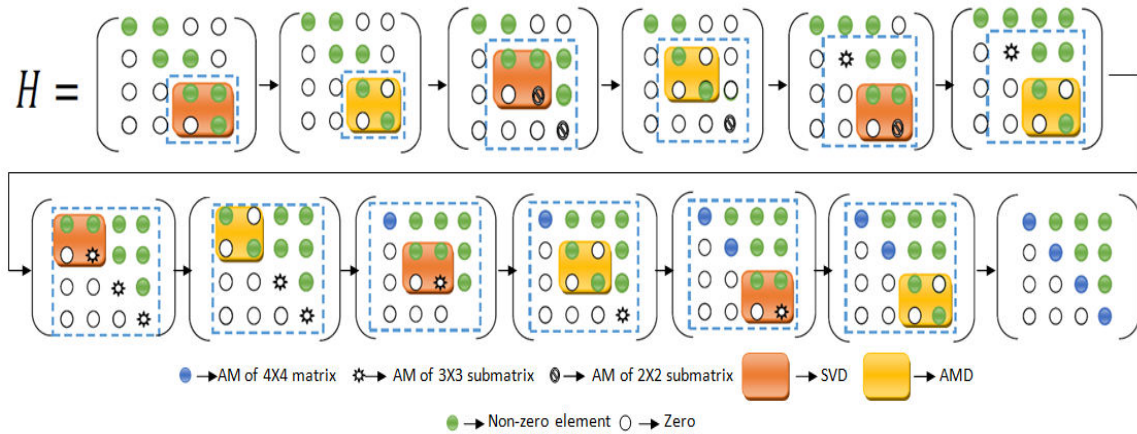 H =
AM of 4X4 matrix AM of 3X3 submatrix AM of 2X2 submatrix SVD AMD
Non-zero element Zero